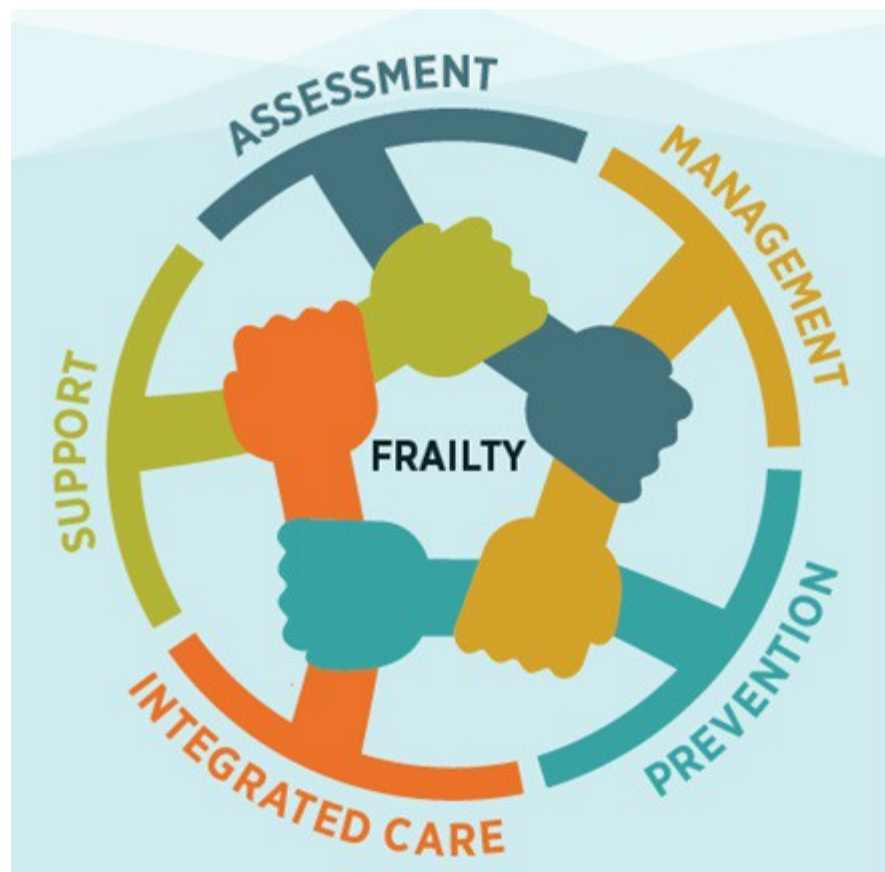 ASSESSMENT
MANAGEMENT
PREVENTION
INTEGRATED CARE
SUPPORT
FRAILTY